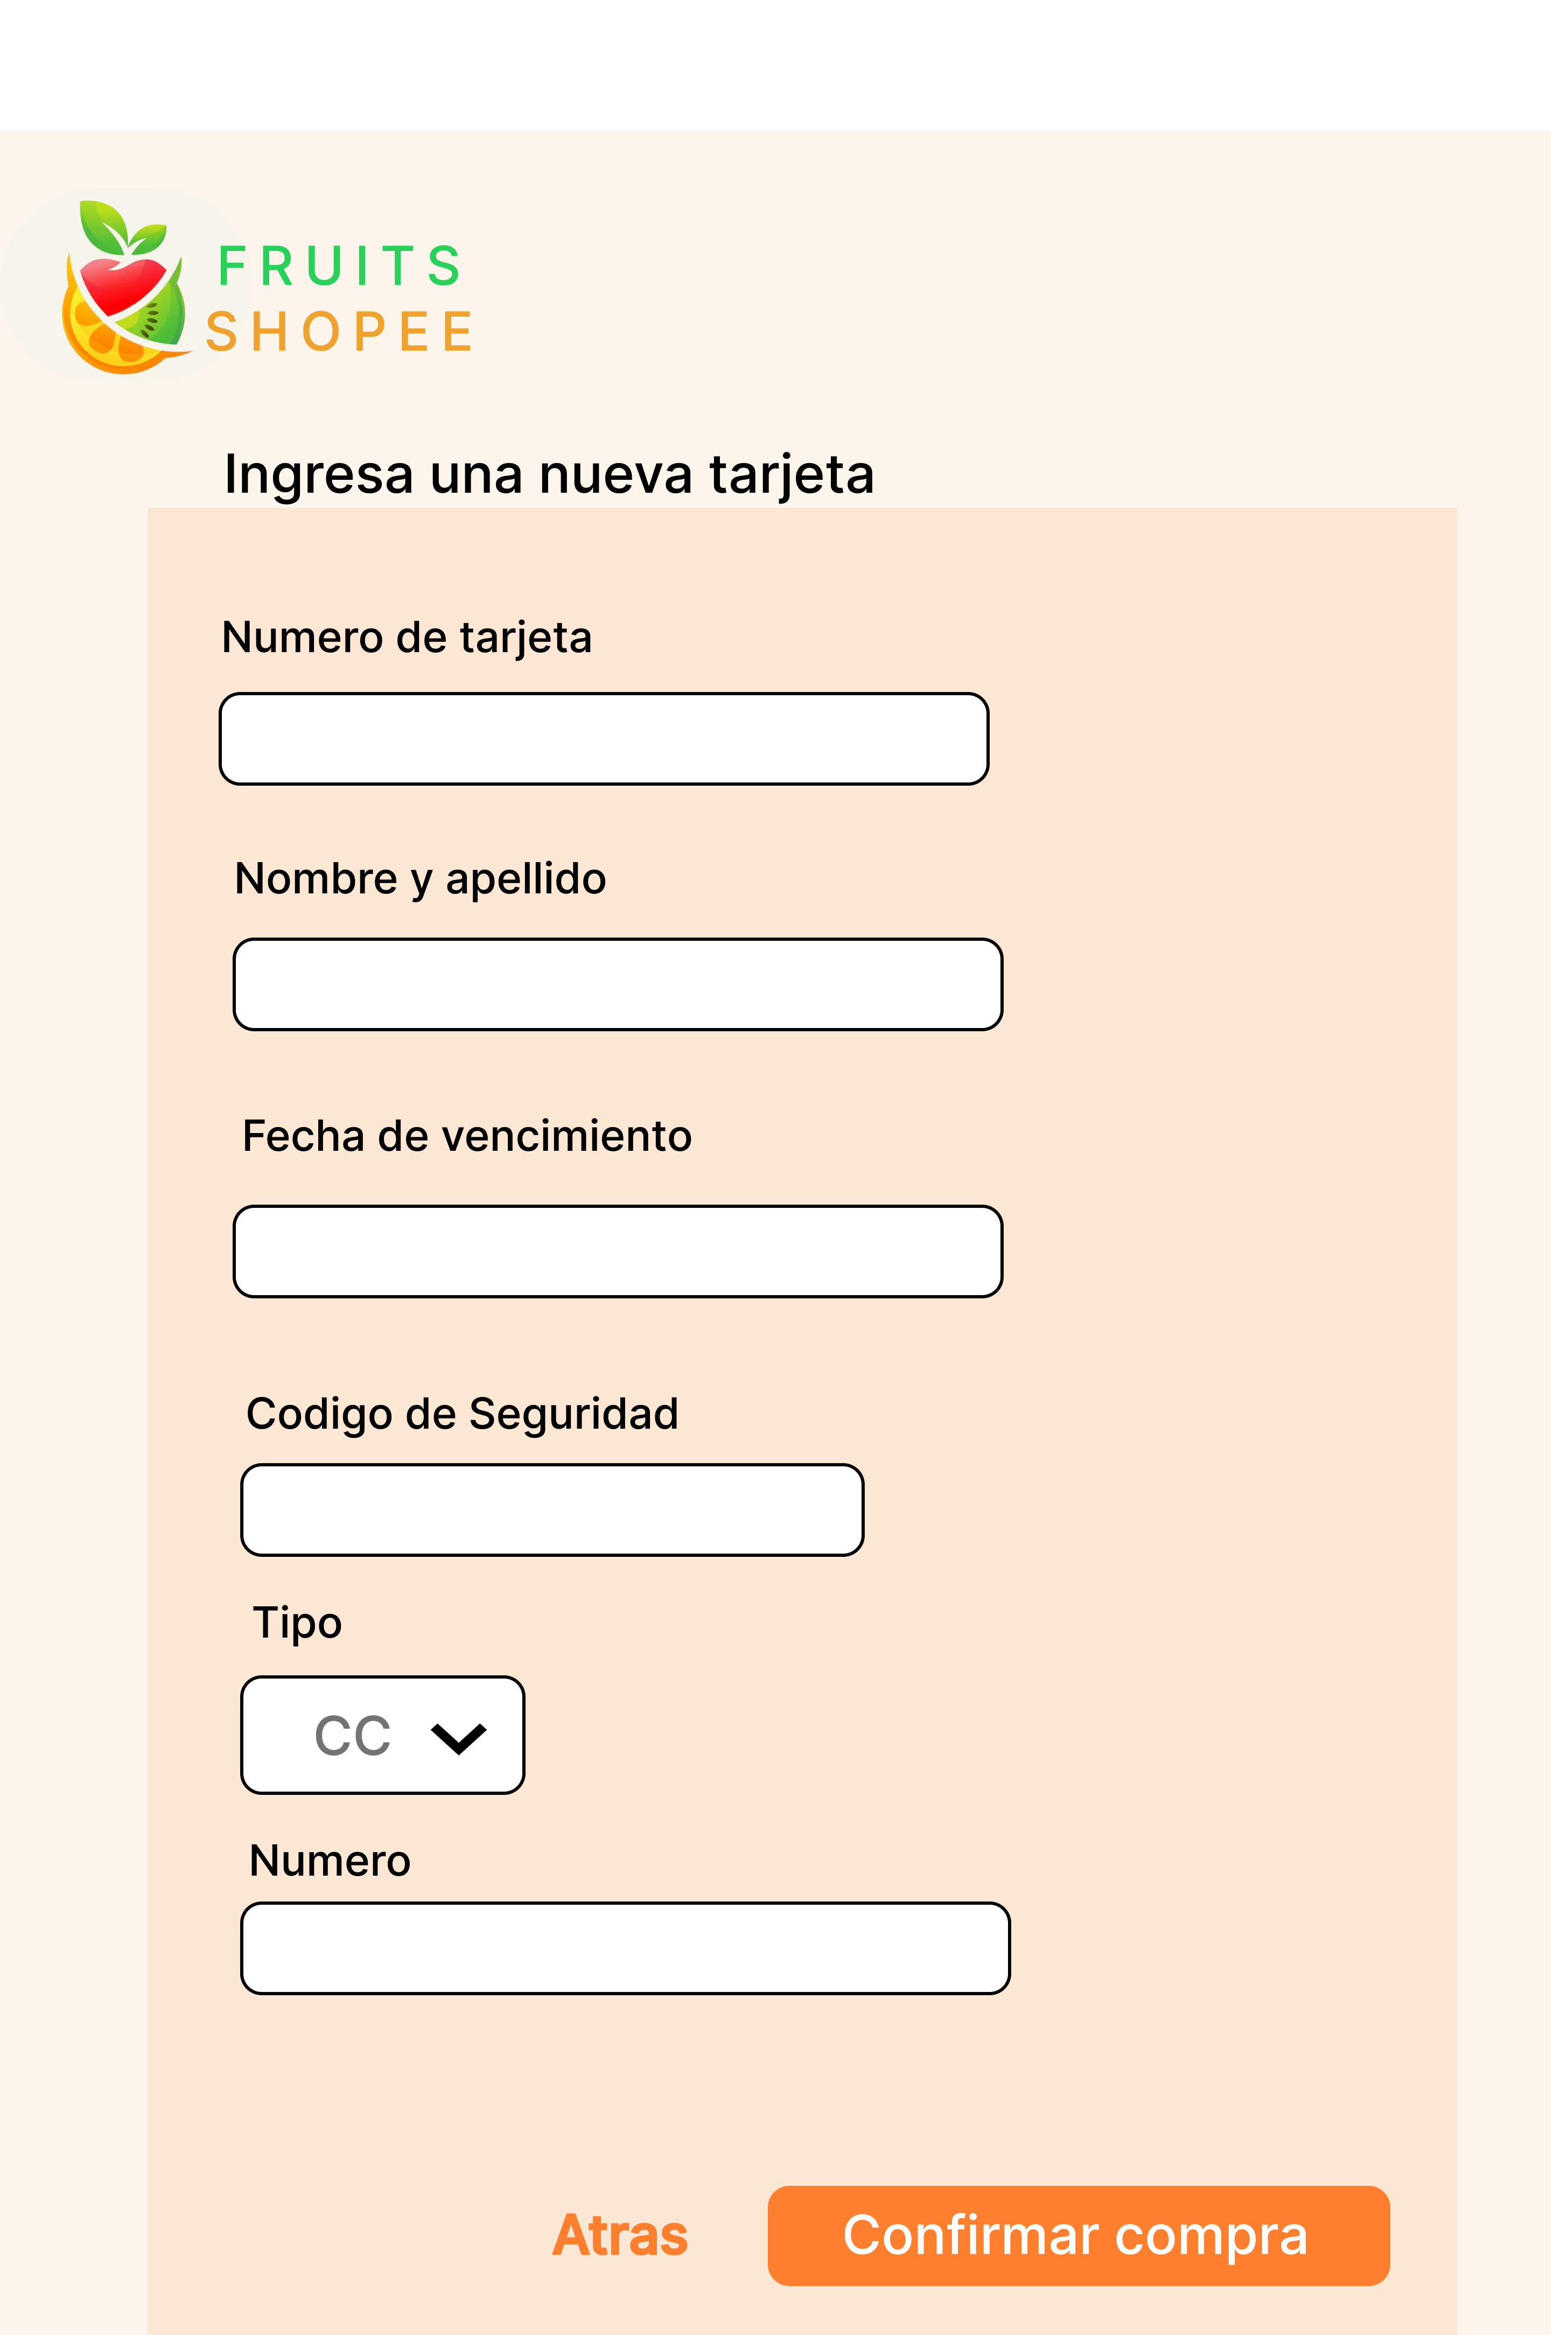 FRUITS
SHOPEE
Ingresa una nueva tarjeta
Numero de tarjeta
Nombre y apellido
Fecha de vencimiento
Codigo de Seguridad
Tipo
CC
Numero
Atras Confirmar compra